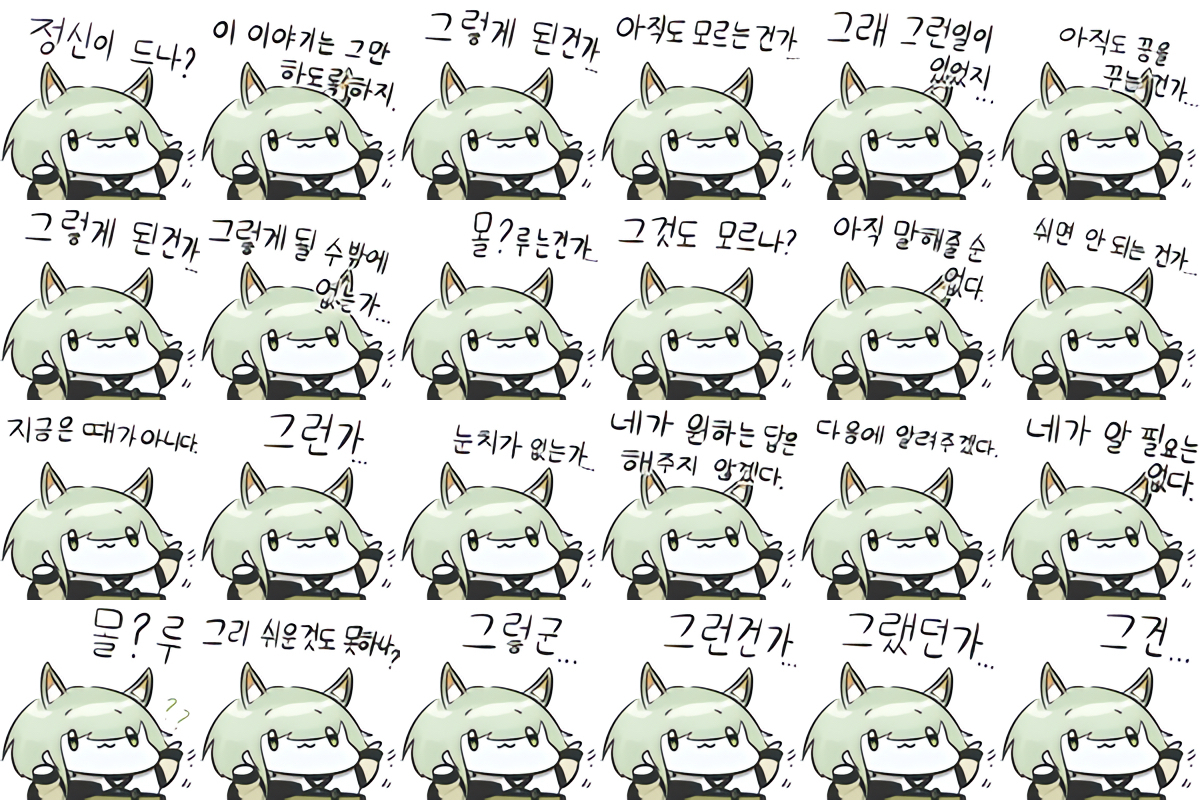 정신이 드나?
이 이야기는 그만
하도록 하지.
그렇게 된건가...
아직도 모르는 건가...
그래 그런일이
있었지...
아직도 꿈을
꾸는 건가...
그렇게 된건가...
그렇게 될 수밖에
없는가...
몰?루는건가...
그것도 모르나?
아직 말해줄 순
없다.
쉬면 안 되는 건가...
지금은 때가아니다.
그런가...
눈치가 없는가...
네가 원하는 답은
해주지 않겠다.
다음에 알려주겠다.
네가 알 필요는
없다.
몰?루
??
그리 쉬운것도 못하나?
그렇군...
그런건가...
그랬던가...
그건...